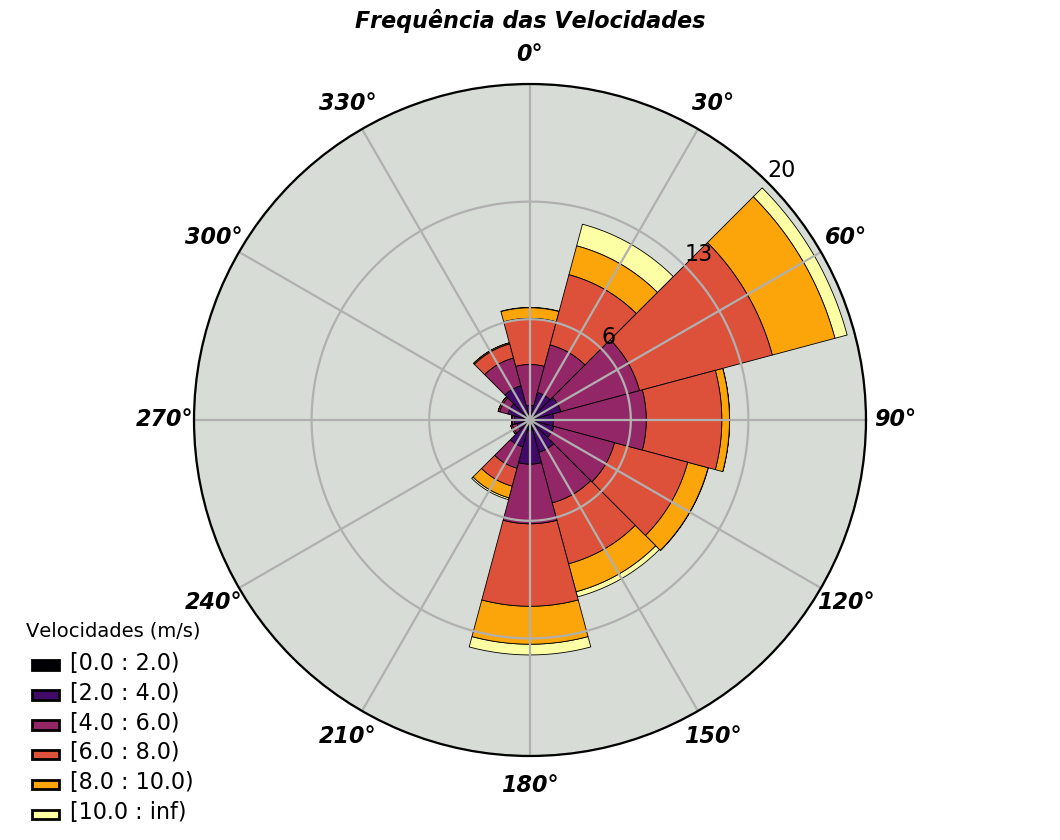 Frequência das Velocidades
0°
330°
30°
20
300°
60°
13
6
270°
90°
240°
120°
210°
150°
180°
Velocidades (m/s)
[0.0 : 2.0)
[2.0 : 4.0)
[4.0 : 6.0)
[6.0 : 8.0)
[8.0 : 10.0)
[10.0 : inf)